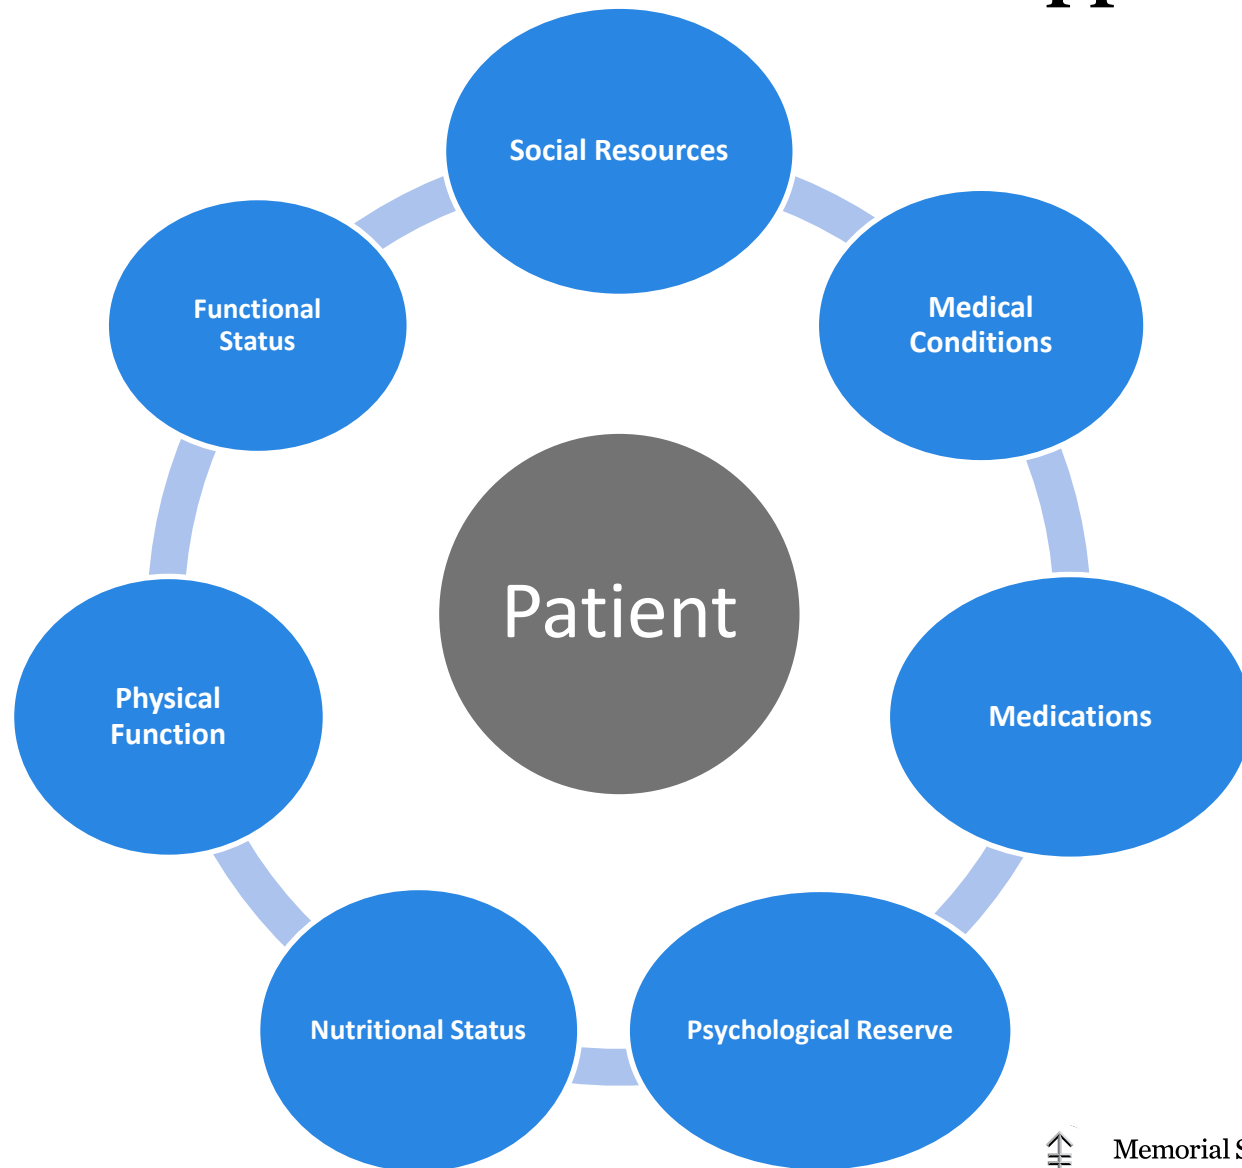 Social Resources
Medical
Conditions
Medications
Psychological Reserve
Nutritional Status
Physical
Function
Functional
Status
Patient
Memorial S